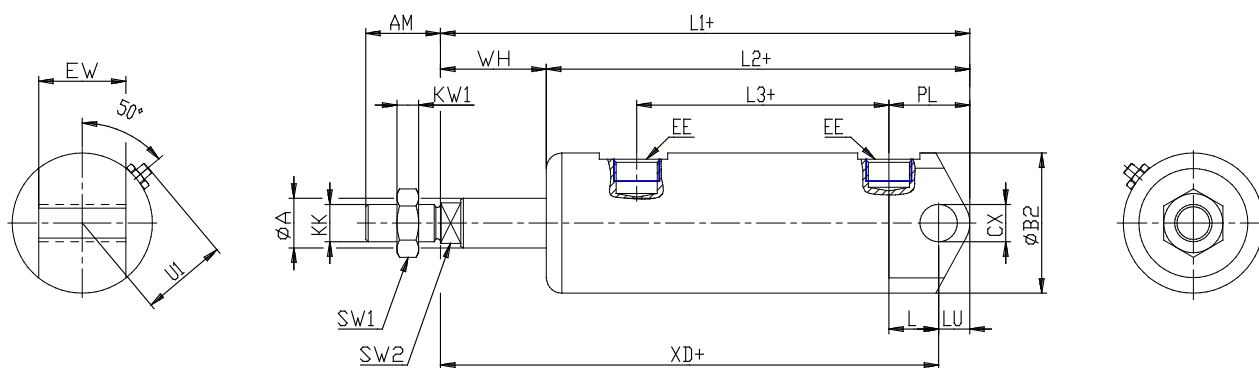 AM
L1+
EW
WH
L2+
50°
KW1
L3+
PL
EE
EE
ØA
KK
CX
ØB2
U1
SW1
L
LU
SW2
XD+